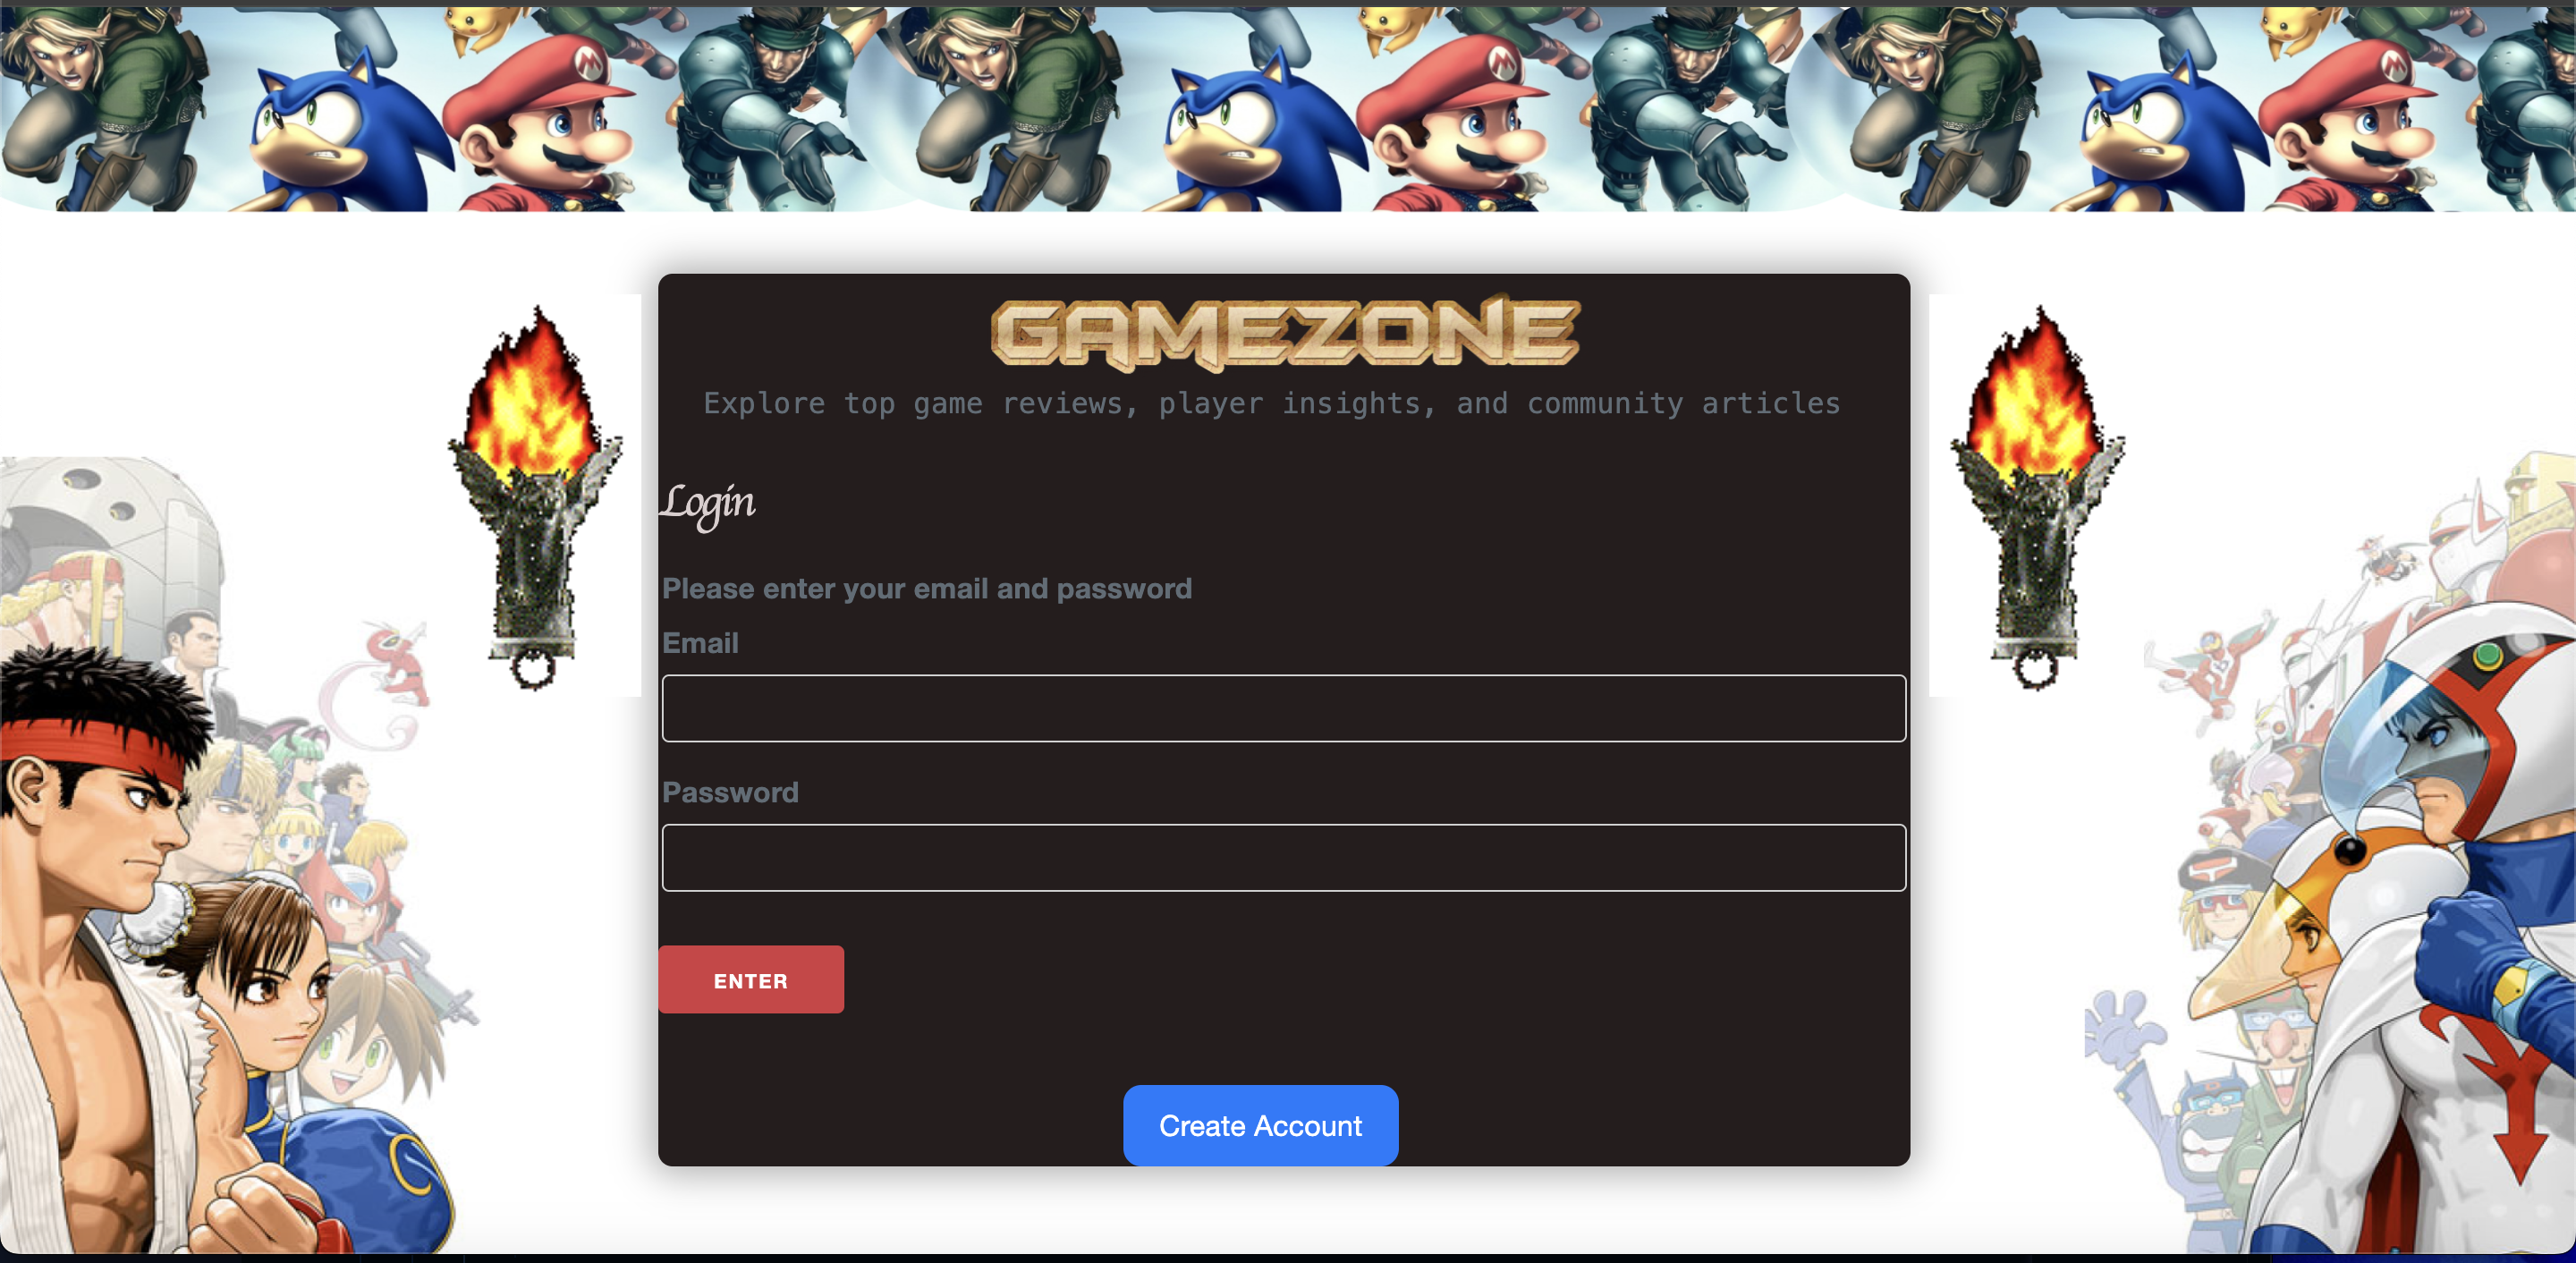 GAMEZONE
Explore top game reviews, player insights, and community articles
Login
Please enter your email and password
Email
Password
ENTER
Create Account